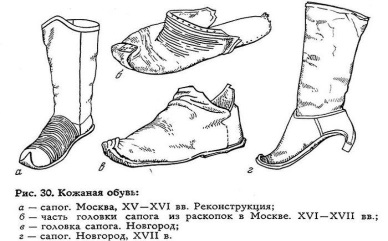 б
а
в
г
Рис. 30. Кожаная обувь:
а — сапог. Москва, XV—XVI вв. Реконструкция;
б — часть головки сапога из раскопок в Москве. XVI—XVII вв.;
в — головка сапога. Новгород;
г — сапог. Новгород, XVII в.